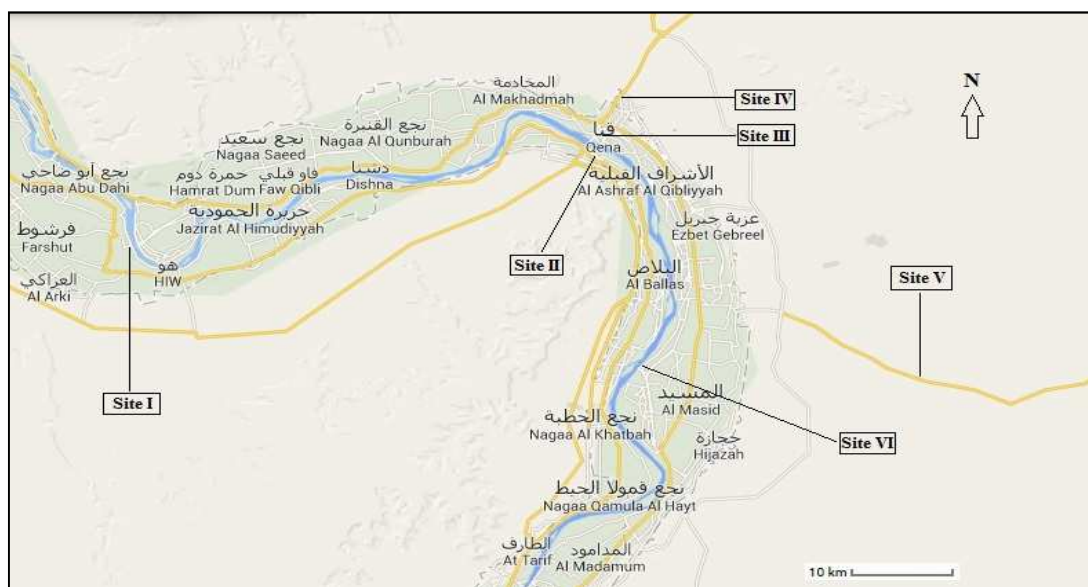 المخادمة
Al Makhadmah
Site IV
N
قنا
Qena
Site III
نجع القنبرة
Nagaa Al Qunburah
نجع سعيد
Nagaa Saeed
دشنا
Dishna
نجع أبو ضاحي
Nagaa Abu Dahi
حمرة دوم
Hamrat Dum
فاو قبلي
Faw Qibli
الأشراف القبلية
Al Ashraf Al Qibliyyah
جزيرة الحمودية
Jazirat Al Himudiyyah
عزبة جبريل
Ezbet Gebreel
فرشوط
Farshut
هو
HIW
العراكي
Al Arki
Site II
البلاص
Al Ballas
Site V
Site I
المسيد
Al Masid
نجع الخطبة
Nagaa Al Khatbah
حجازة
Hijazah
Site VI
نجع قمولا الحيط
Nagaa Qamula Al Hayt
الطارف
At Tarif
المدامود
Al Madamum
10 km